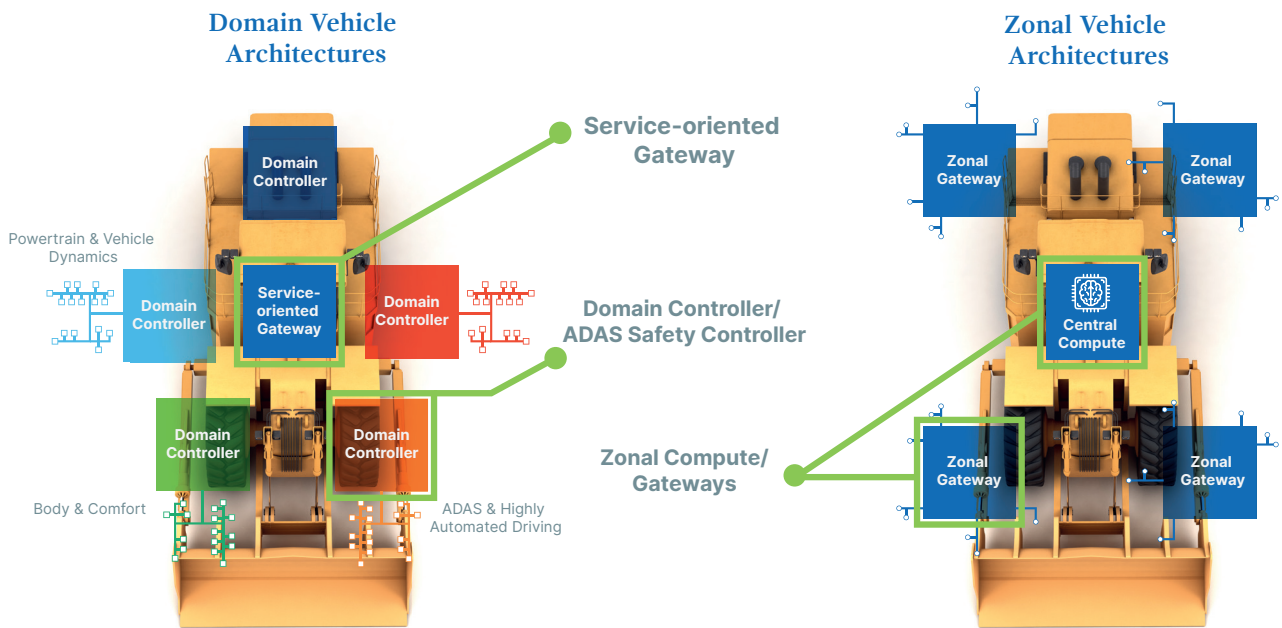 Domain Vehicle
Architectures
Domain
Controller
Powertrain & Vehicle
Dynamics
Domain
Controller
Service-
oriented
Gateway
Domain
Controller
Domain
Controller
Domain
Controller
Body & Comfort
ADAS & Highly
Automated Driving
Service-oriented
Gateway
Domain Controller/
ADAS Safety Controller
Zonal Compute/
Gateways
Zonal Vehicle
Architectures
Zonal
Gateway
Zonal
Gateway
Central
Compute
Zonal
Gateway
Zonal
Gateway